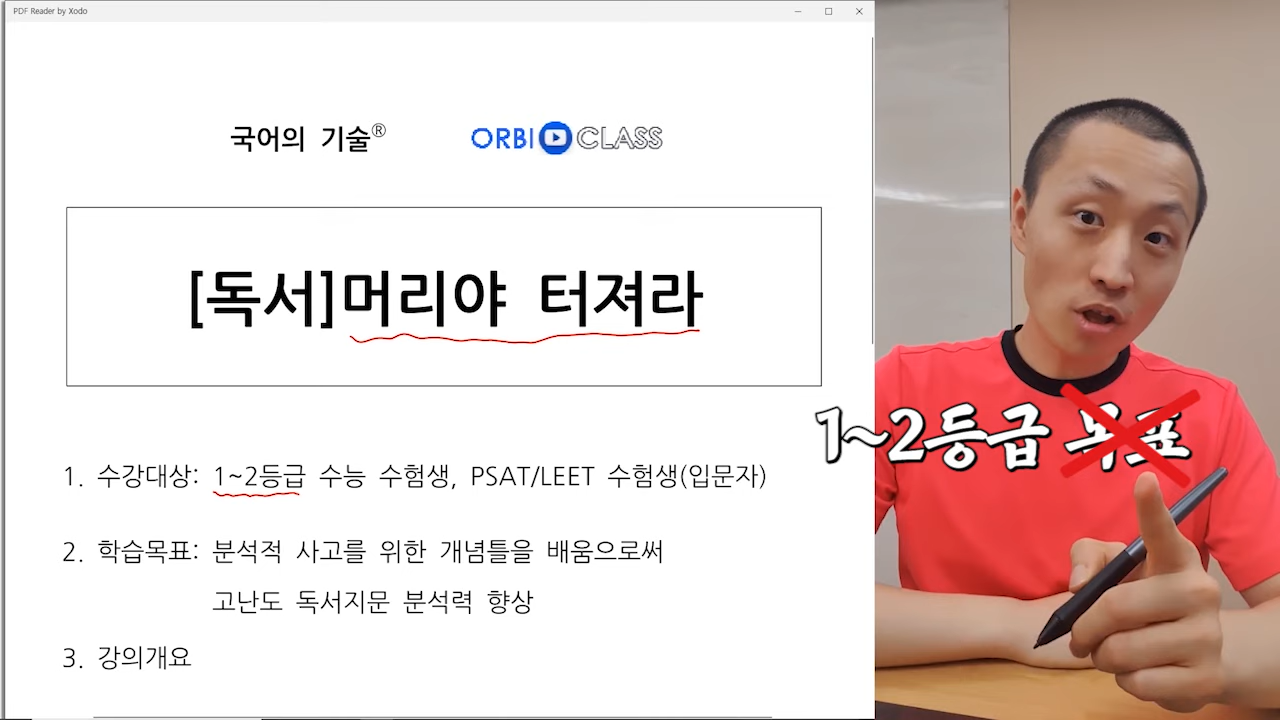 PDF Reader by Xodo
국어의 기술®
ORBI CLASS
[독서]머리야 터져라
1~2등급 목표
1. 수강대상: 1~2등급 수능 수험생, PSAT/LEET 수험생(입문자)
2. 학습목표: 분석적 사고를 위한 개념틀을 배움으로써
고난도 독서지문 분석력 향상
3. 강의개요